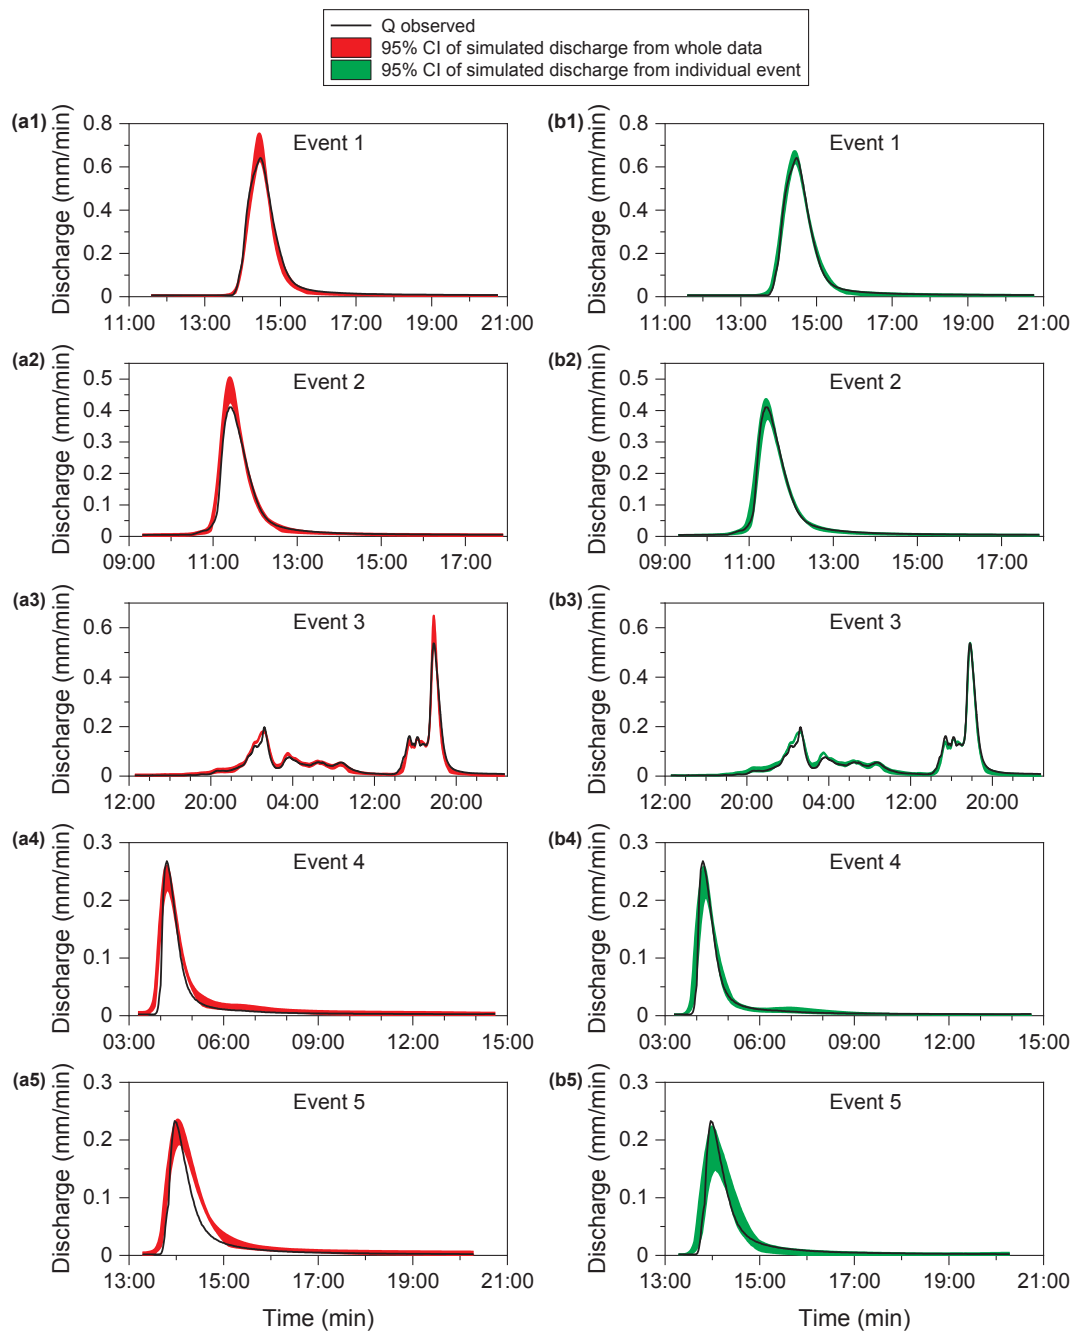 Q observed
95% CI of simulated discharge from whole data
95% CI of simulated discharge from individual event
(a1)
Discharge (mm/min)
0.8
0.6
0.4
0.2
0
Event 1
11:00 13:00 15:00 17:00 19:00 21:00
(b1)
Discharge (mm/min)
0.8
0.6
0.4
0.2
0
Event 1
11:00 13:00 15:00 17:00 19:00 21:00
(a2)
Discharge (mm/min)
0.5
0.4
0.3
0.2
0.1
0
Event 2
09:00 11:00 13:00 15:00 17:00
(b2)
Discharge (mm/min)
0.5
0.4
0.3
0.2
0.1
0
Event 2
09:00 11:00 13:00 15:00 17:00
(a3)
Discharge (mm/min)
0.6
0.4
0.2
0
Event 3
12:00 20:00 04:00 12:00 20:00
(b3)
Discharge (mm/min)
0.6
0.4
0.2
0
Event 3
12:00 20:00 04:00 12:00 20:00
(a4)
Discharge (mm/min)
0.3
0.2
0.1
0
Event 4
03:00 06:00 09:00 12:00 15:00
(b4)
Discharge (mm/min)
0.3
0.2
0.1
0
Event 4
03:00 06:00 09:00 12:00 15:00
(a5)
Discharge (mm/min)
0.3
0.2
0.1
0
Event 5
13:00 15:00 17:00 19:00 21:00
Time (min)
(b5)
Discharge (mm/min)
0.3
0.2
0.1
0
Event 5
13:00 15:00 17:00 19:00 21:00
Time (min)